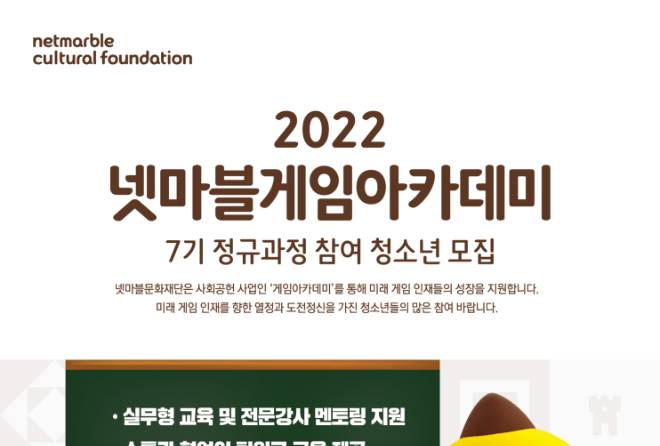 netmarble
cultural foundation
2022
넷마블게임아카데미
7기 정규과정 참여 청소년 모집
넷마블문화재단은 사회공헌 사업인 '게임아카데미'를 통해 미래 게임 인재들의 성장을 지원합니다.
미래 게임 인재를 향한 열정과 도전정신을 가진 청소년들의 많은 참여 바랍니다.
· 실무형 교육 및 전문강사 멘토링 지원